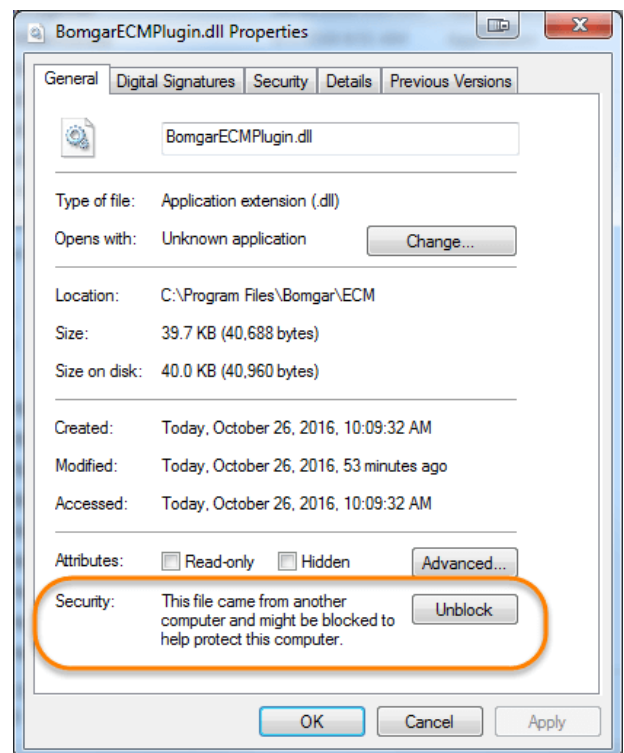 BomgarECMPlugin.dll Properties
General Digital Signatures Security Details Previous Versions
BomgarECMPlugin.dll
Type of file: Application extension (.dll)
Opens with: Unknown application Change...
Location: C:\Program Files\Bomgar\ECM
Size: 39.7 KB (40,688 bytes)
Size on disk: 40.0 KB (40,960 bytes)
Created: Today, October 26, 2016, 10:09:32 AM
Modified: Today, October 26, 2016, 53 minutes ago
Accessed: Today, October 26, 2016, 10:09:32 AM
Attributes: Read-only Hidden Advanced...
Security: This file came from another
computer and might be blocked to
help protect this computer.
Unblock
OK Cancel Apply